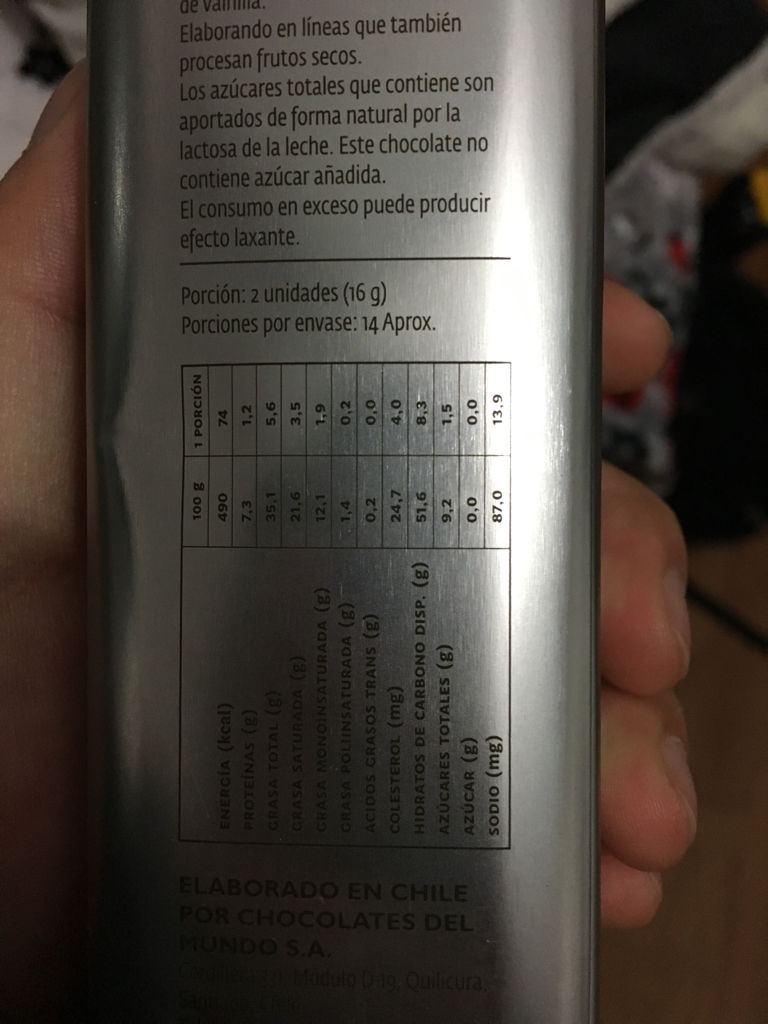 de vainilla.
Elaborando en líneas que también
procesan frutos secos.
Los azúcares totales que contiene son
aportados de forma natural por la
lactosa de la leche. Este chocolate no
contiene azúcar añadida.
El consumo en exceso puede producir
efecto laxante.
Porción: 2 unidades (16 g)
Porciones por envase: 14 Aprox.
100 g 1 PORCIÓN
ENERGÍA (kcal) 490 74
PROTEÍNAS (g) 7,3 1,2
GRASA TOTAL (g) 35,1 5,6
GRASA SATURADA (g) 21,6 3,5
GRASA MONOINSATURADA (g) 12,1 1,9
GRASA POLIINSATURADA (g) 1,4 0,2
ACIDOS GRASOS TRANS (g) 0,2 0,0
COLESTEROL (mg) 24,7 4,0
HIDRATOS DE CARBONO DISP. (g) 51,6 8,3
AZÚCARES TOTALES (g) 9,2 1,5
AZÚCAR (g) 0,0 0,0
SODIO (mg) 87,0 13,9
ELABORADO EN CHILE
POR CHOCOLATES DEL
MUNDO S.A.
Módulo D-19, Quilicura,